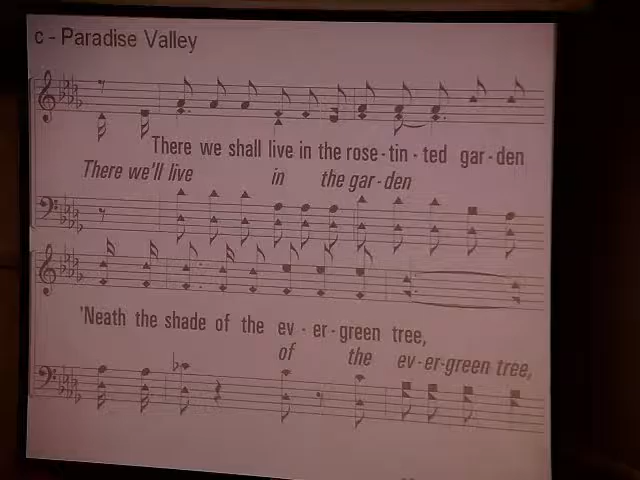 c - Paradise Valley
There we shall live in the rose - tin - ted gar - den
There we'll live in the gar - den
'Neath the shade of the ev - er - green tree,
of the ev - er - green tree,